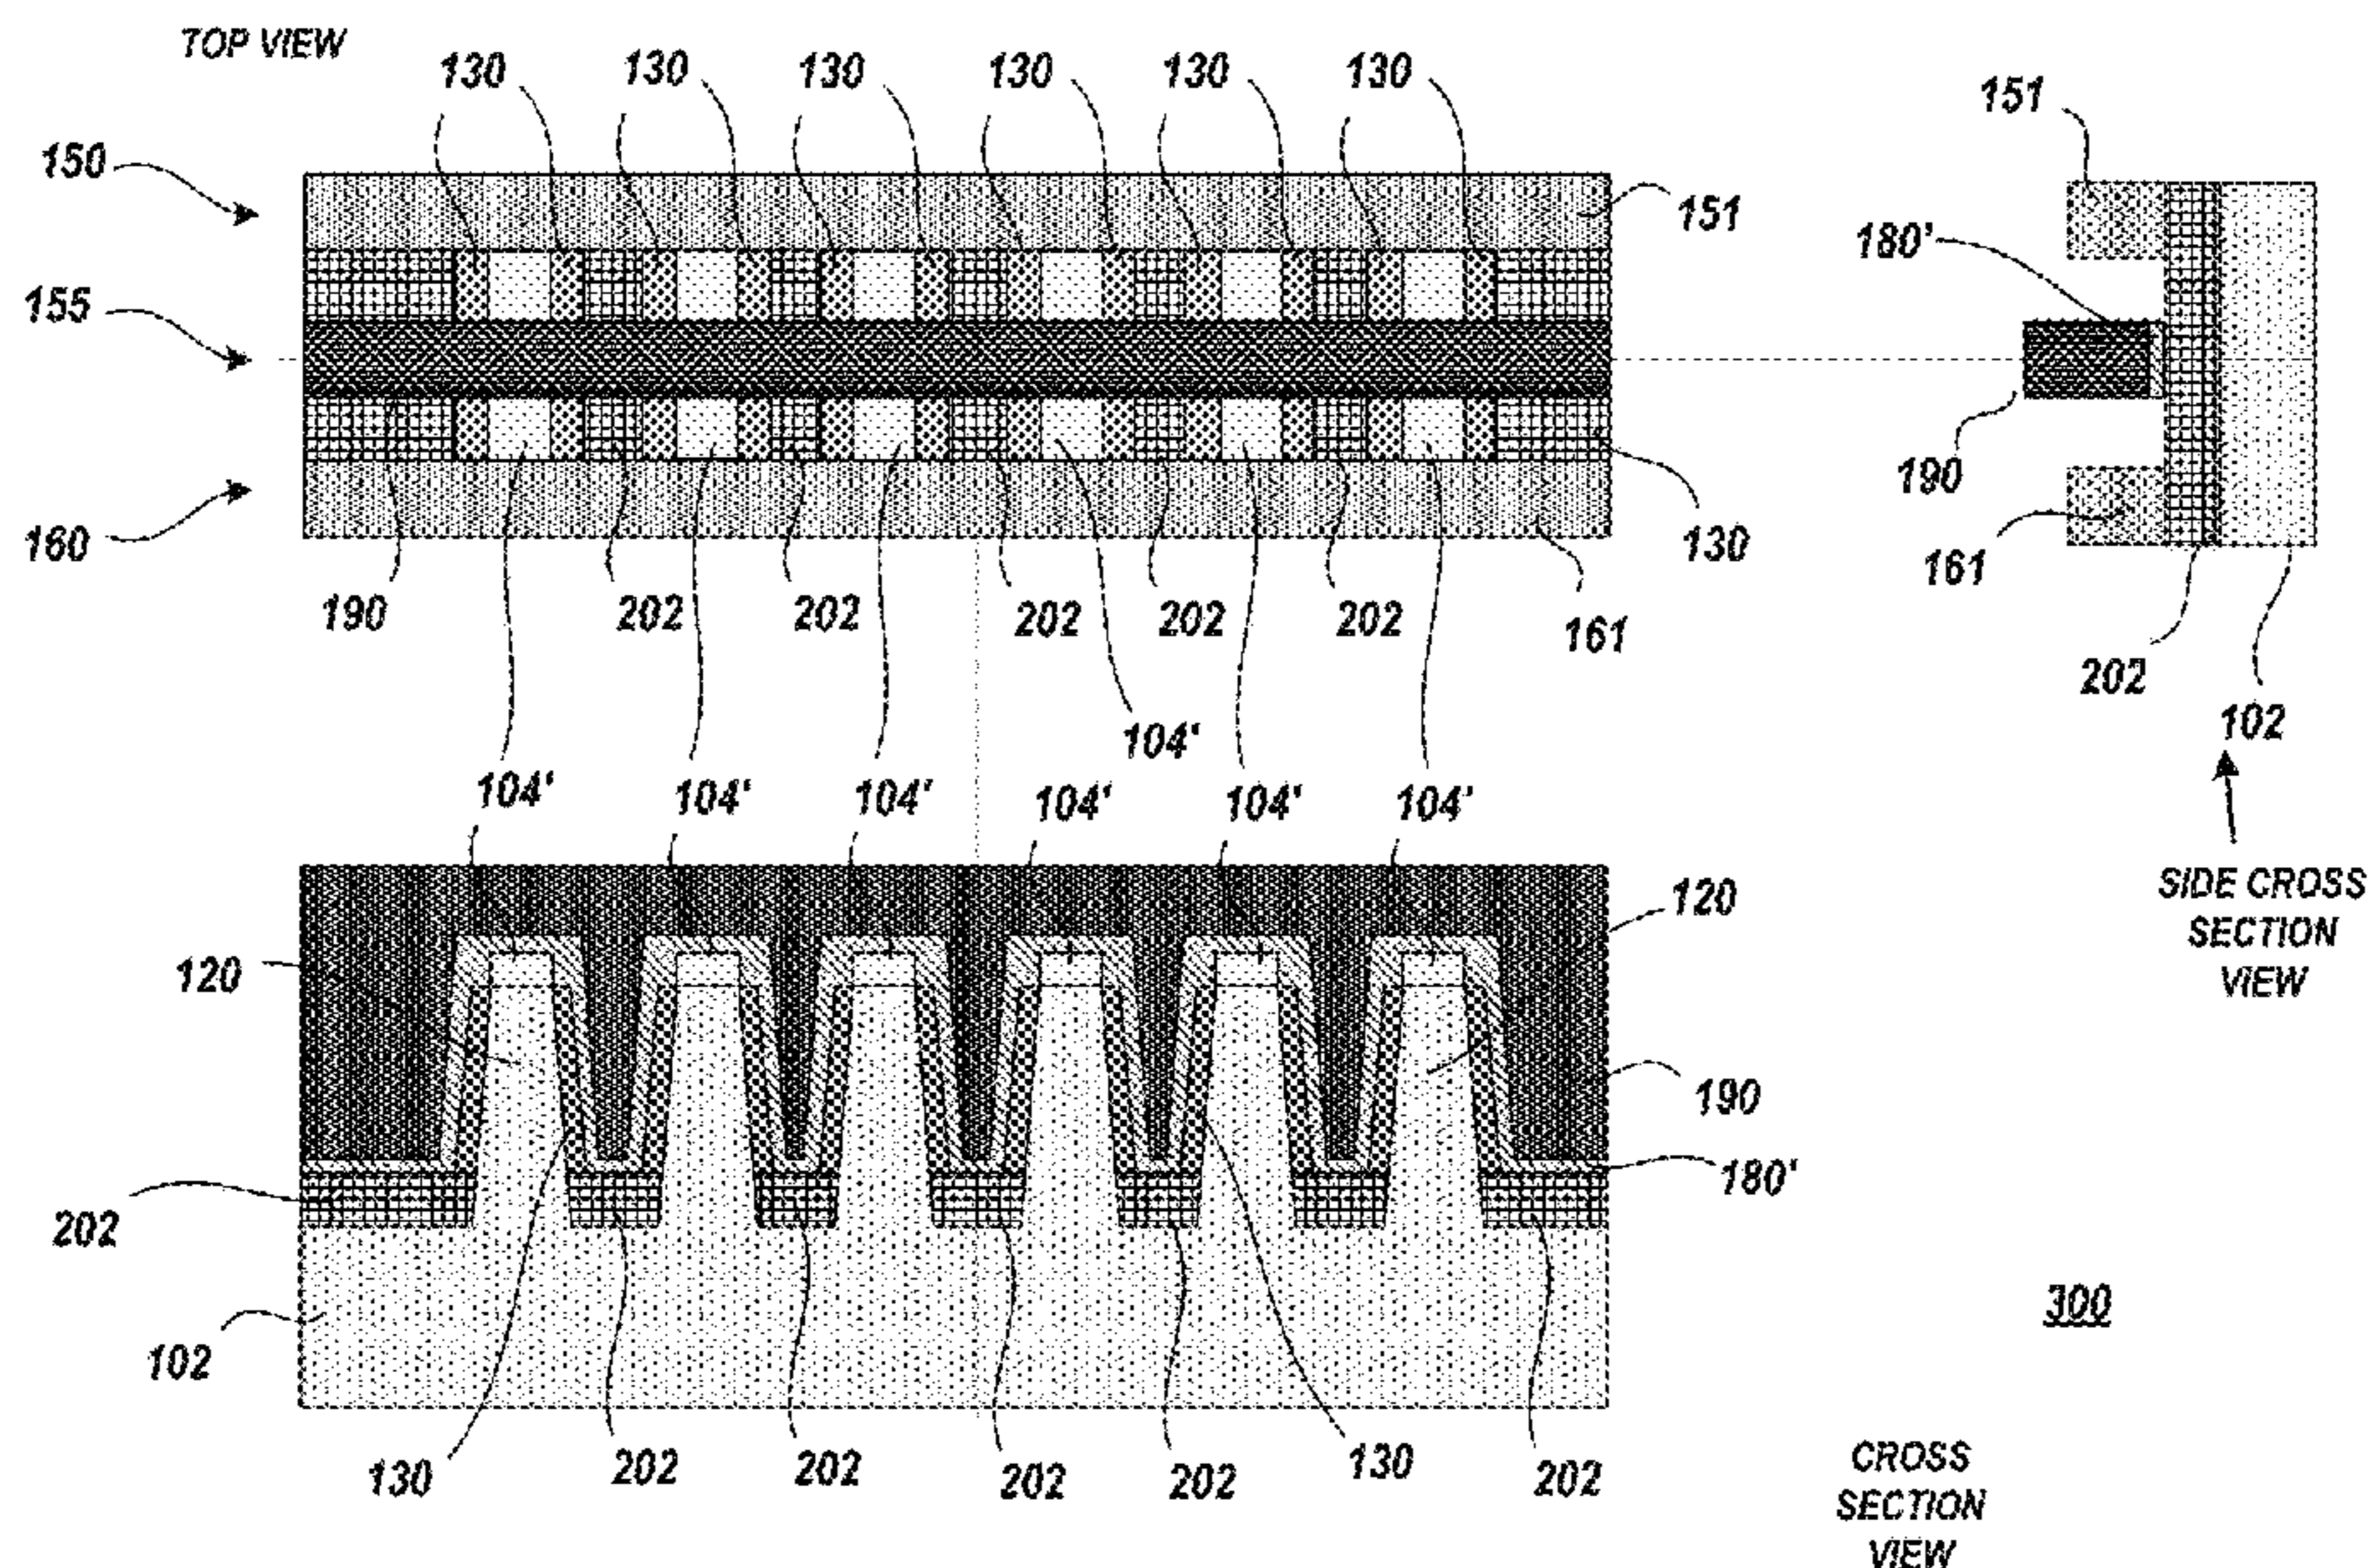 TOP VIEW
130 130 130 130 130 130
151
150
151
180'
155
190
160
161
130
190 202 202 202 202 202 161
202
104'
102
104' 104' 104' 104' 104' 104'
120
SIDE CROSS
SECTION
VIEW
120
190
180'
202
300
102
130 202 202 202 202 130 202
CROSS
SECTION
VIEW